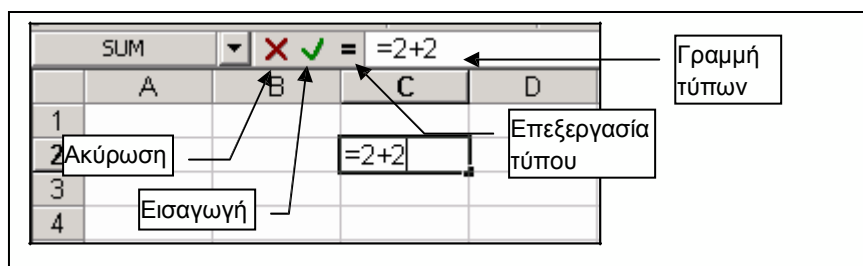 SUM = =2+2
Γραμμή
τύπων
A B C D
1
Επεξεργασία
τύπου
2 =2+2
Ακύρωση
3
Εισαγωγή
4